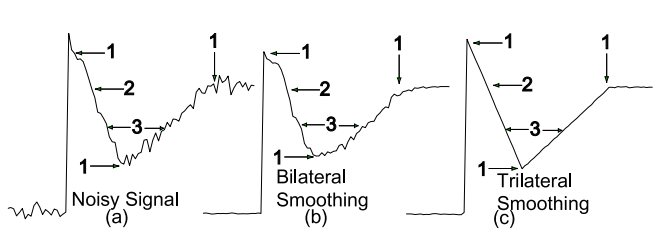 1
2
3
1
1
Noisy Signal
(a)
1
2
3
1
1
Bilateral
Smoothing
(b)
1
2
3
1
1
Trilateral
Smoothing
(c)